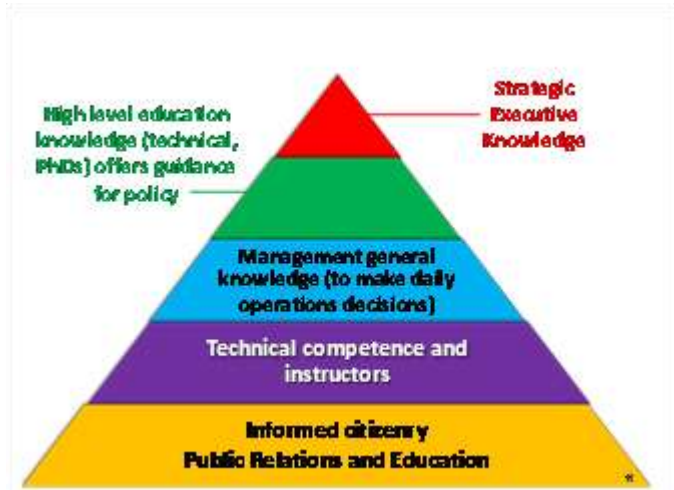 Strategic
Executive
Knowledge
High level education
knowledge (technical,
PhDs) offers guidance
for policy
Management general
knowledge (to make daily
operations decisions)
Technical competence and
instructors
Informed citizenry
Public Relations and Education